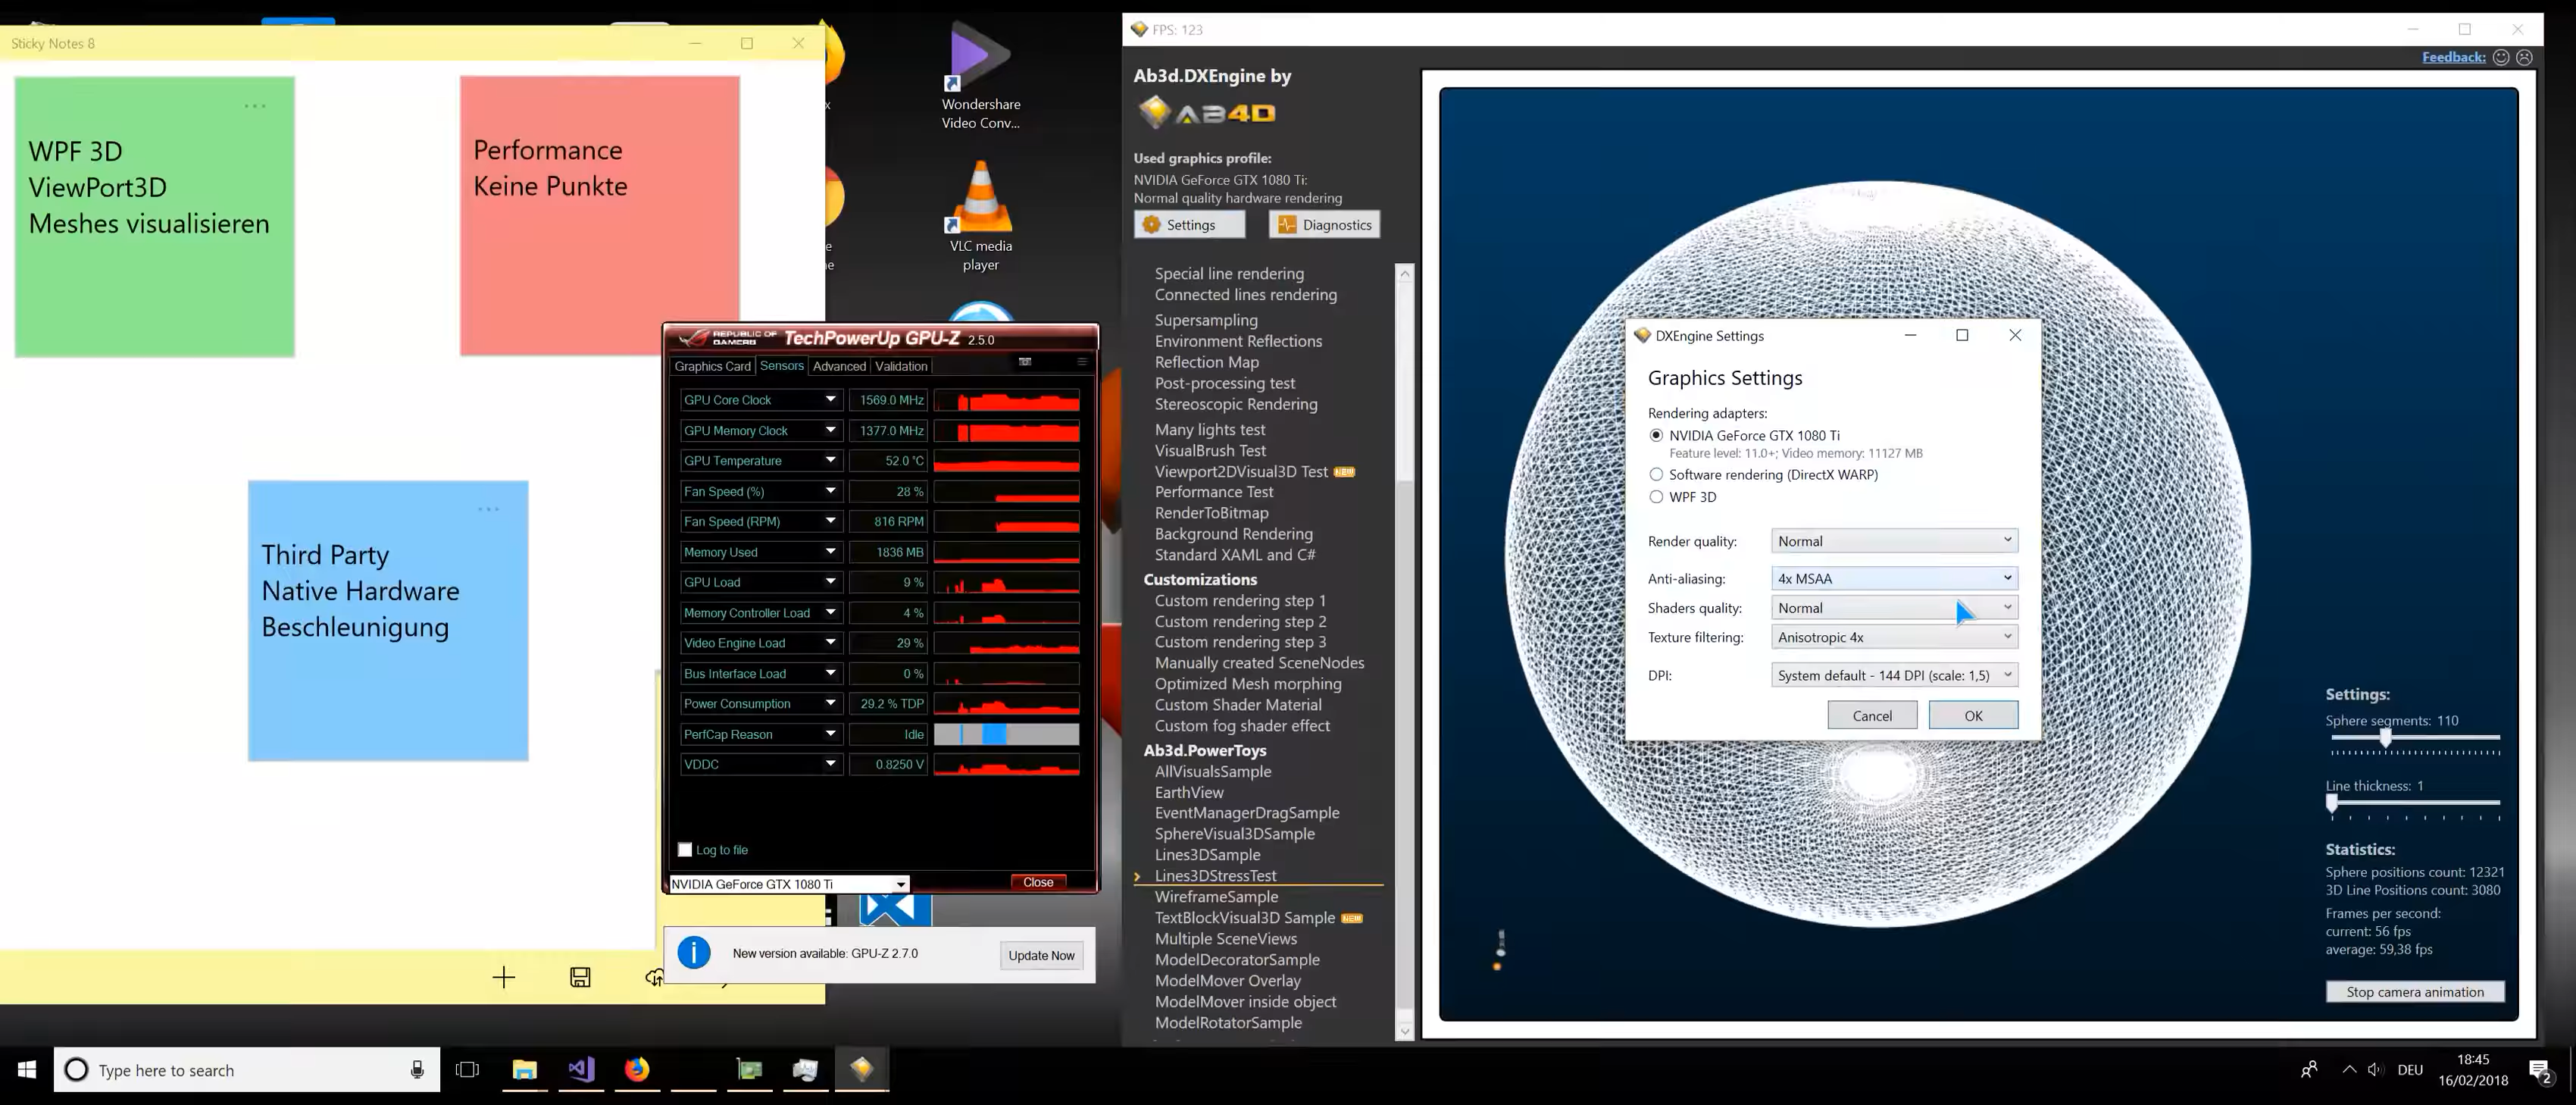 Sticky Notes 8
WPF 3D
ViewPort3D
Meshes visualisieren
Performance
Keine Punkte
Third Party
Native Hardware
Beschleunigung
Wondershare
Video Conv...
VLC media
player
REPUBLIC OF
GAMERS
TechPowerUp GPU-Z 2.5.0
Graphics Card
Sensors
Advanced
Validation
GPU Core Clock 1569.0 MHz
GPU Memory Clock 1377.0 MHz
GPU Temperature 52.0 °C
Fan Speed (%) 28 %
Fan Speed (RPM) 816 RPM
Memory Used 1836 MB
GPU Load 9 %
Memory Controller Load 4 %
Video Engine Load 29 %
Bus Interface Load 0 %
Power Consumption 29.2 % TDP
PerfCap Reason Idle
VDDC 0.8250 V
Log to file
NVIDIA GeForce GTX 1080 Ti
Close
New version available: GPU-Z 2.7.0
Update Now
FPS: 123
Feedback:
Ab3d.DXEngine by
AB4D
Used graphics profile:
NVIDIA GeForce GTX 1080 Ti:
Normal quality hardware rendering
Settings
Diagnostics
Special line rendering
Connected lines rendering
Supersampling
Environment Reflections
Reflection Map
Post-processing test
Stereoscopic Rendering
Many lights test
VisualBrush Test
Viewport2DVisual3D Test NEW
Performance Test
RenderToBitmap
Background Rendering
Standard XAML and C#
Customizations
Custom rendering step 1
Custom rendering step 2
Custom rendering step 3
Manually created SceneNodes
Optimized Mesh morphing
Custom Shader Material
Custom fog shader effect
Ab3d.PowerToys
AllVisualsSample
EarthView
EventManagerDragSample
SphereVisual3DSample
Lines3DSample
Lines3DStressTest
WireframeSample
TextBlockVisual3D Sample NEW
Multiple SceneViews
ModelDecoratorSample
ModelMover Overlay
ModelMover inside object
ModelRotatorSample
DXEngine Settings
Graphics Settings
Rendering adapters:
NVIDIA GeForce GTX 1080 Ti
Feature level: 11.0+; Video memory: 11127 MB
Software rendering (DirectX WARP)
WPF 3D
Render quality: Normal
Anti-aliasing: 4x MSAA
Shaders quality: Normal
Texture filtering: Anisotropic 4x
DPI: System default - 144 DPI (scale: 1,5)
Cancel
OK
Settings:
Sphere segments: 110
Line thickness: 1
Statistics:
Sphere positions count: 12321
3D Line Positions count: 3080
Frames per second:
current: 56 fps
average: 59,38 fps
Stop camera animation
Type here to search
DEU
18:45
16/02/2018
2